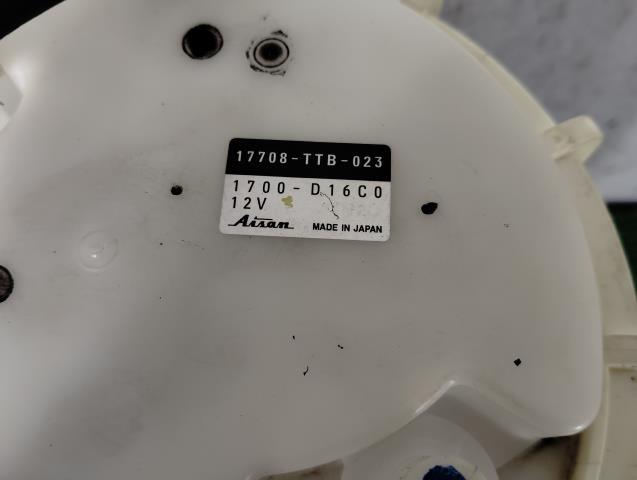 17708-TTB-023
1700-D16C0
12V
Aisan MADE IN JAPAN